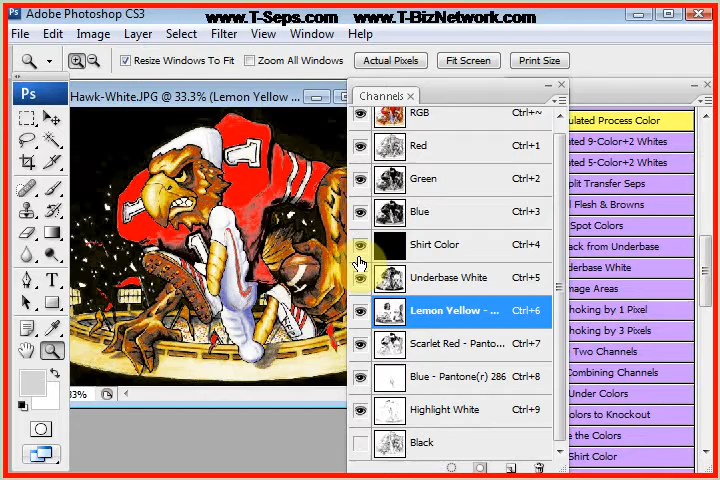 Adobe Photoshop CS3
www.T-Seps.com www.T-BizNetwork.com
File Edit Image Layer Select Filter View Window Help
Resize Windows To Fit Zoom All Windows Actual Pixels Fit Screen Print Size
Ps
Hawk-White.JPG @ 33.3% (Lemon Yellow ...
Channels
RGB Ctrl+~
Red Ctrl+1
Green Ctrl+2
Blue Ctrl+3
Shirt Color Ctrl+4
Underbase White Ctrl+5
Lemon Yellow - ... Ctrl+6
Scarlet Red - Panto... Ctrl+7
Blue - Pantone(r) 286 Ctrl+8
Highlight White Ctrl+9
Black
ulated Process Color
ted 9-Color+2 Whites
ted 5-Color+2 Whites
plit Transfer Seps
l Flesh & Browns
Spot Colors
ack from Underbase
derbase White
mage Areas
hoking by 1 Pixel
hoking by 3 Pixels
Two Channels
Combining Channels
Under Colors
olors to Knockout
e the Colors
Shirt Color
1
T
3%